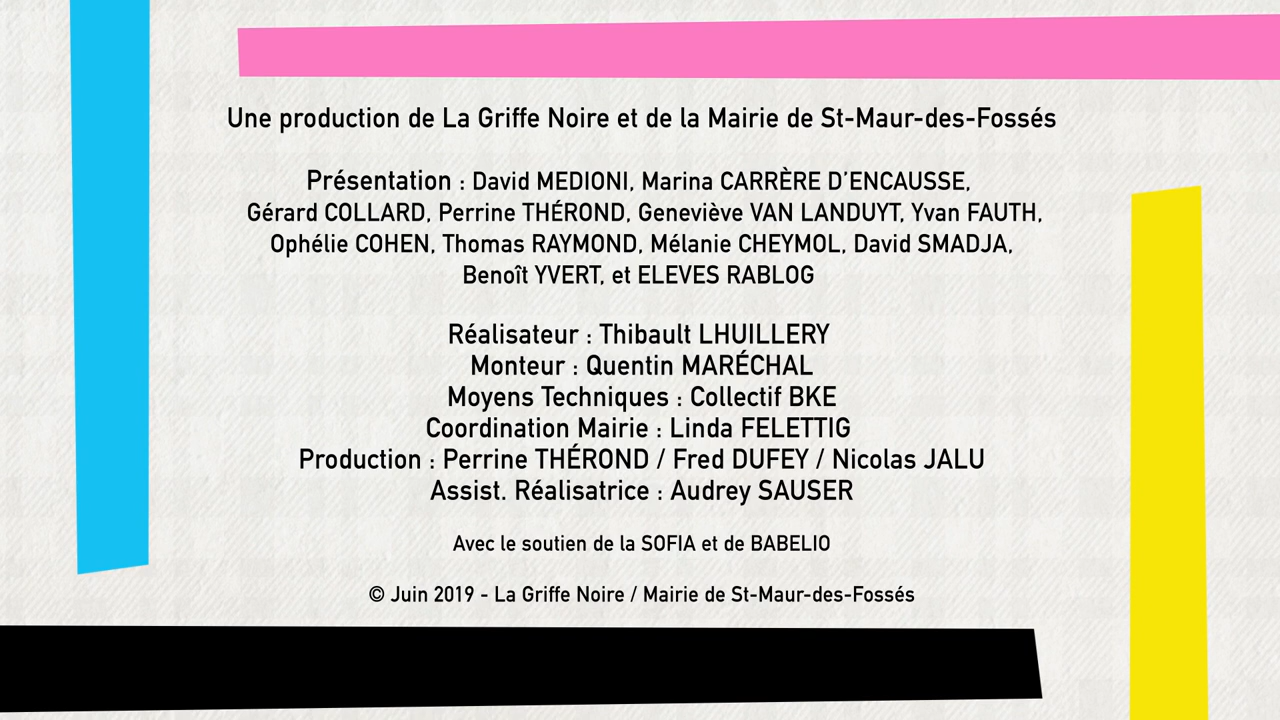 Une production de La Griffe Noire et de la Mairie de St-Maur-des-Fossés
Présentation : David MEDIONI, Marina CARRÈRE D'ENCAUSSE,
Gérard COLLARD, Perrine THÉROND, Geneviève VAN LANDUYT, Yvan FAUTH,
Ophélie COHEN, Thomas RAYMOND, Mélanie CHEYMOL, David SMADJA,
Benoît YVERT, et ELEVES RABLOG
Réalisateur : Thibault LHUILLERY
Monteur : Quentin MARÉCHAL
Moyens Techniques : Collectif BKE
Coordination Mairie : Linda FELETTIG
Production : Perrine THÉROND / Fred DUFEY / Nicolas JALU
Assist. Réalisatrice : Audrey SAUSER
Avec le soutien de la SOFIA et de BABELIO
© Juin 2019 - La Griffe Noire / Mairie de St-Maur-des-Fossés